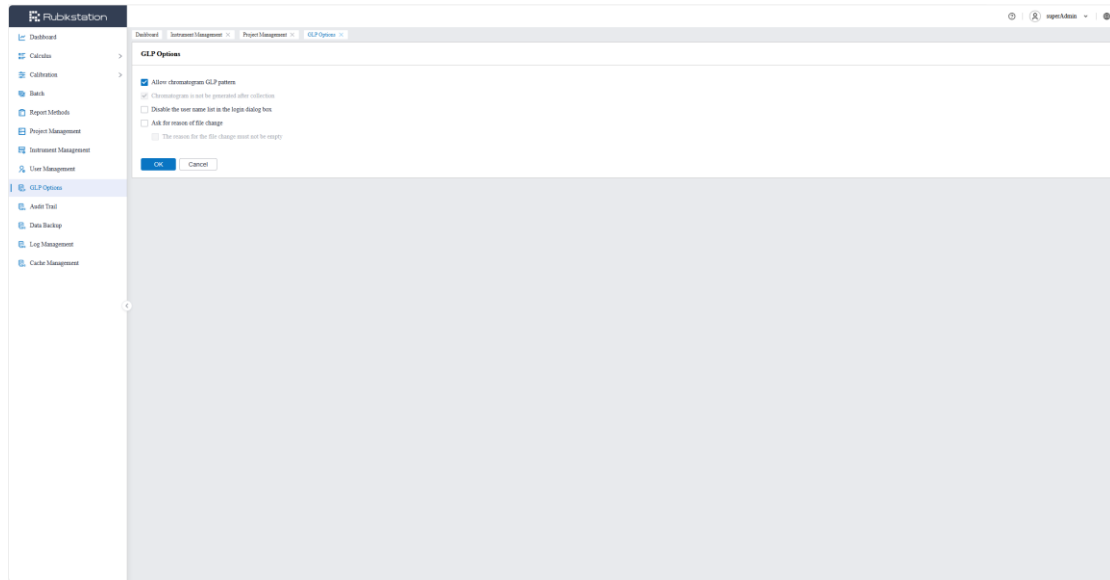 Rubikstation
superAdmin
Dashboard
Calculus
Calibration
Batch
Report Methods
Project Management
Instrument Management
User Management
GLP Options
Audit Trail
Data Backup
Log Management
Cache Management
Dashboard Instrument Management Project Management GLP Options
GLP Options
Allow chromatogram GLP pattern
Chromatogram is not be generated after collection
Disable the user name list in the login dialog box
Ask for reason of file change
The reason for the file change must not be empty
OK Cancel